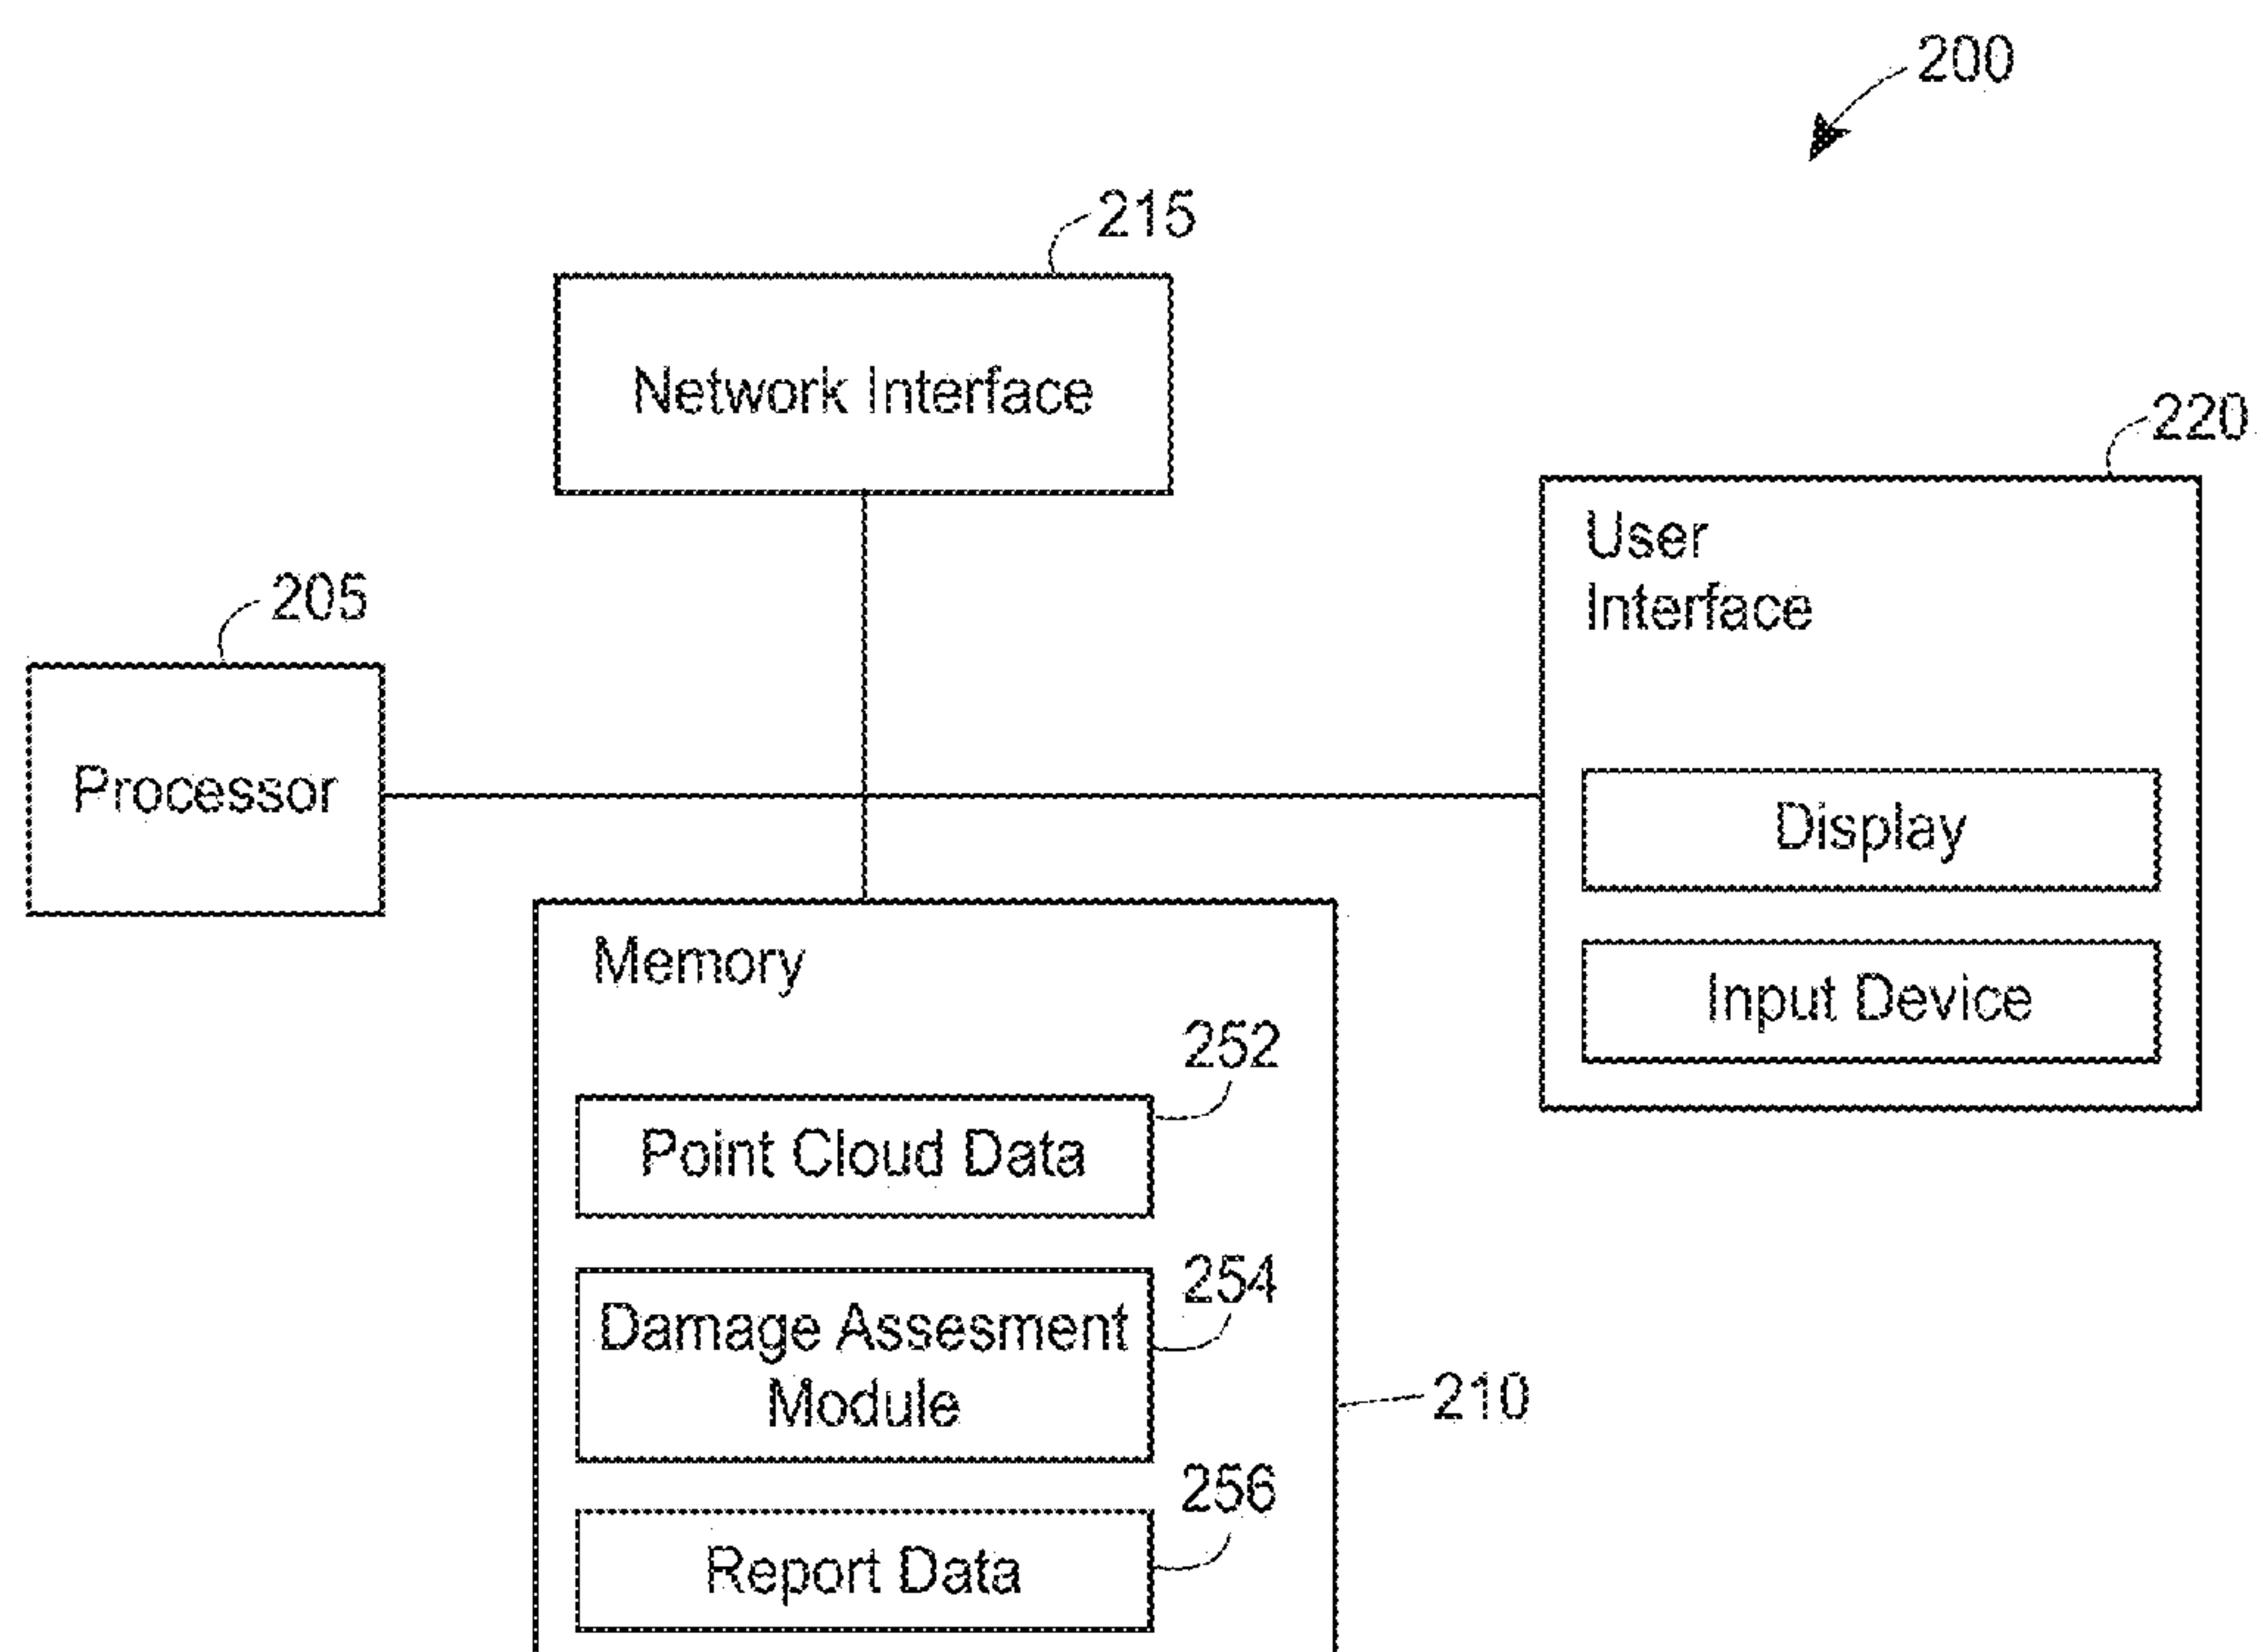 200
215
Network Interface
220
User
Interface
205
Processor
Display
Input Device
Memory
252
Point Cloud Data
254
Damage Assesment
Module
210
256
Report Data